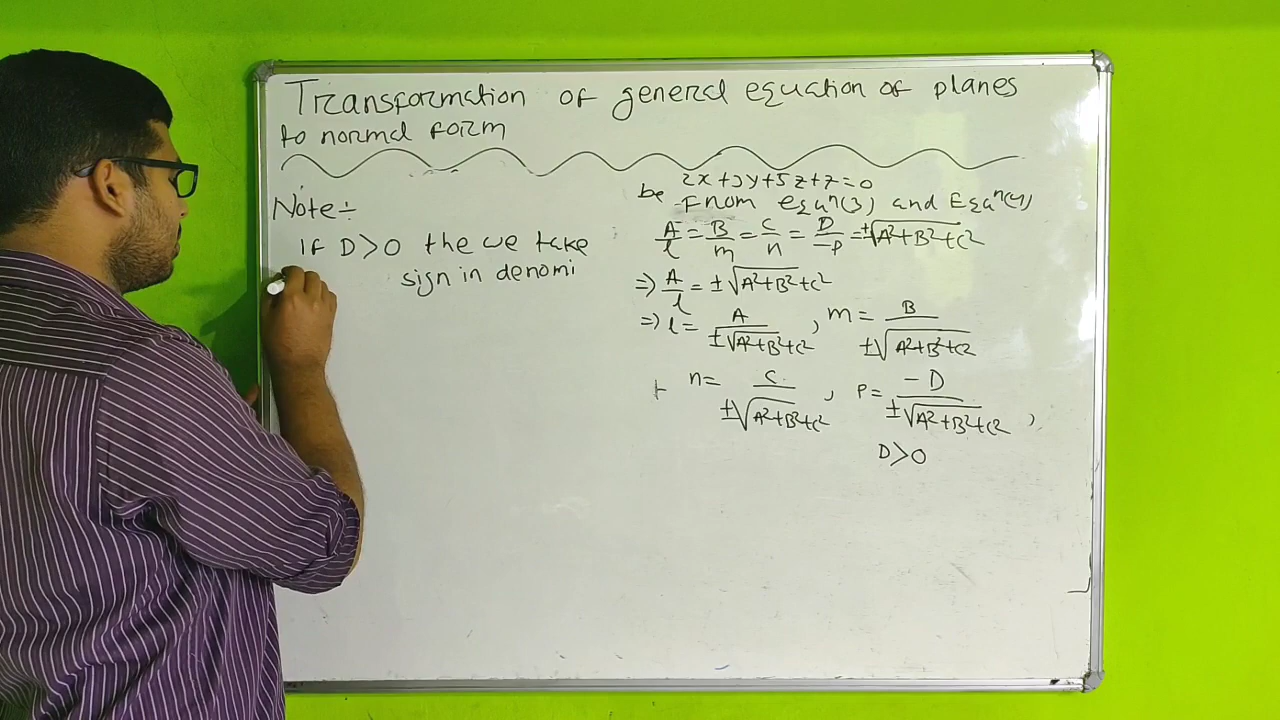 Transformation of general equation of planes
to normal form
Note ÷
If D>0 the we take
sign in denomi
2x+3y+5z+7=0
be From eqaⁿ(3) and Eqaⁿ(4)
A/l = B/m = C/n = D/-p = ±√A²+B²+C²
=> A/l = ±√A²+B²+C²
=> l = A/±√A²+B²+C² , m = B/±√A²+B²+C²
n = C/±√A²+B²+C² , P = -D/±√A²+B²+C² ,
D>0